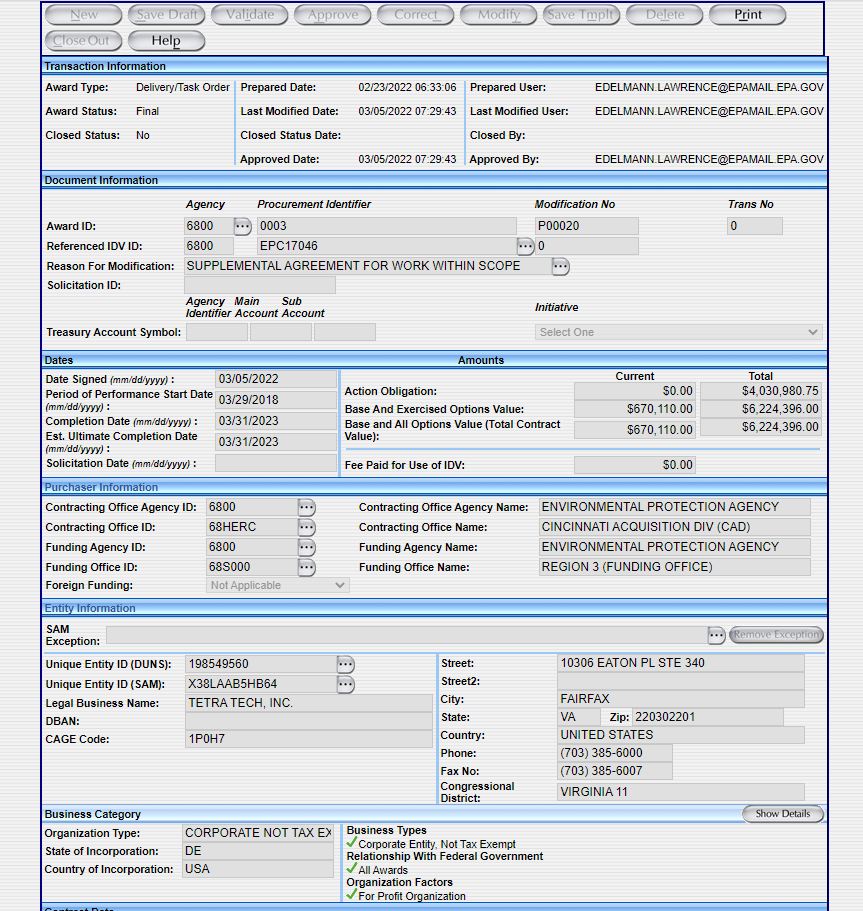 New Save Draft Validate Approve Correct Modify Save Tmplt Delete Print
Close Out Help
Transaction Information
Award Type: Delivery/Task Order Prepared Date: 02/23/2022 06:33:06 Prepared User: EDELMANN.LAWRENCE@EPAMAIL.EPA.GOV
Award Status: Final Last Modified Date: 03/05/2022 07:29:43 Last Modified User: EDELMANN.LAWRENCE@EPAMAIL.EPA.GOV
Closed Status: No Closed Status Date: Closed By:
Approved Date: 03/05/2022 07:29:43 Approved By: EDELMANN.LAWRENCE@EPAMAIL.EPA.GOV
Document Information
Agency Procurement Identifier Modification No Trans No
Award ID: 6800 ... 0003 P00020 0
Referenced IDV ID: 6800 EPC17046 ... 0
Reason For Modification: SUPPLEMENTAL AGREEMENT FOR WORK WITHIN SCOPE ...
Solicitation ID:
Agency Main Sub
Identifier Account Account Initiative
Treasury Account Symbol: Select One
Dates Amounts
Current Total
Date Signed (mm/dd/yyyy) : 03/05/2022
Period of Performance Start Date
(mm/dd/yyyy) : 03/29/2018
Completion Date (mm/dd/yyyy) : 03/31/2023
Est. Ultimate Completion Date
(mm/dd/yyyy) : 03/31/2023
Solicitation Date (mm/dd/yyyy) :
Action Obligation: $0.00 $4,030,980.75
Base And Exercised Options Value: $670,110.00 $6,224,396.00
Base and All Options Value (Total Contract
Value): $670,110.00 $6,224,396.00
Fee Paid for Use of IDV: $0.00
Purchaser Information
Contracting Office Agency ID: 6800 ... Contracting Office Agency Name: ENVIRONMENTAL PROTECTION AGENCY
Contracting Office ID: 68HERC ... Contracting Office Name: CINCINNATI ACQUISITION DIV (CAD)
Funding Agency ID: 6800 ... Funding Agency Name: ENVIRONMENTAL PROTECTION AGENCY
Funding Office ID: 68S000 ... Funding Office Name: REGION 3 (FUNDING OFFICE)
Foreign Funding: Not Applicable
Entity Information
SAM
Exception: ... Remove Exception
Unique Entity ID (DUNS): 198549560 ...
Unique Entity ID (SAM): X38LAAB5HB64 ...
Legal Business Name: TETRA TECH, INC.
DBAN:
CAGE Code: 1P0H7
Street: 10306 EATON PL STE 340
Street2:
City: FAIRFAX
State: VA Zip: 220302201
Country: UNITED STATES
Phone: (703) 385-6000
Fax No: (703) 385-6007
Congressional
District: VIRGINIA 11
Business Category Show Details
Organization Type: CORPORATE NOT TAX EX
State of Incorporation: DE
Country of Incorporation: USA
Business Types
Corporate Entity, Not Tax Exempt
Relationship With Federal Government
All Awards
Organization Factors
For Profit Organization
Contract Data